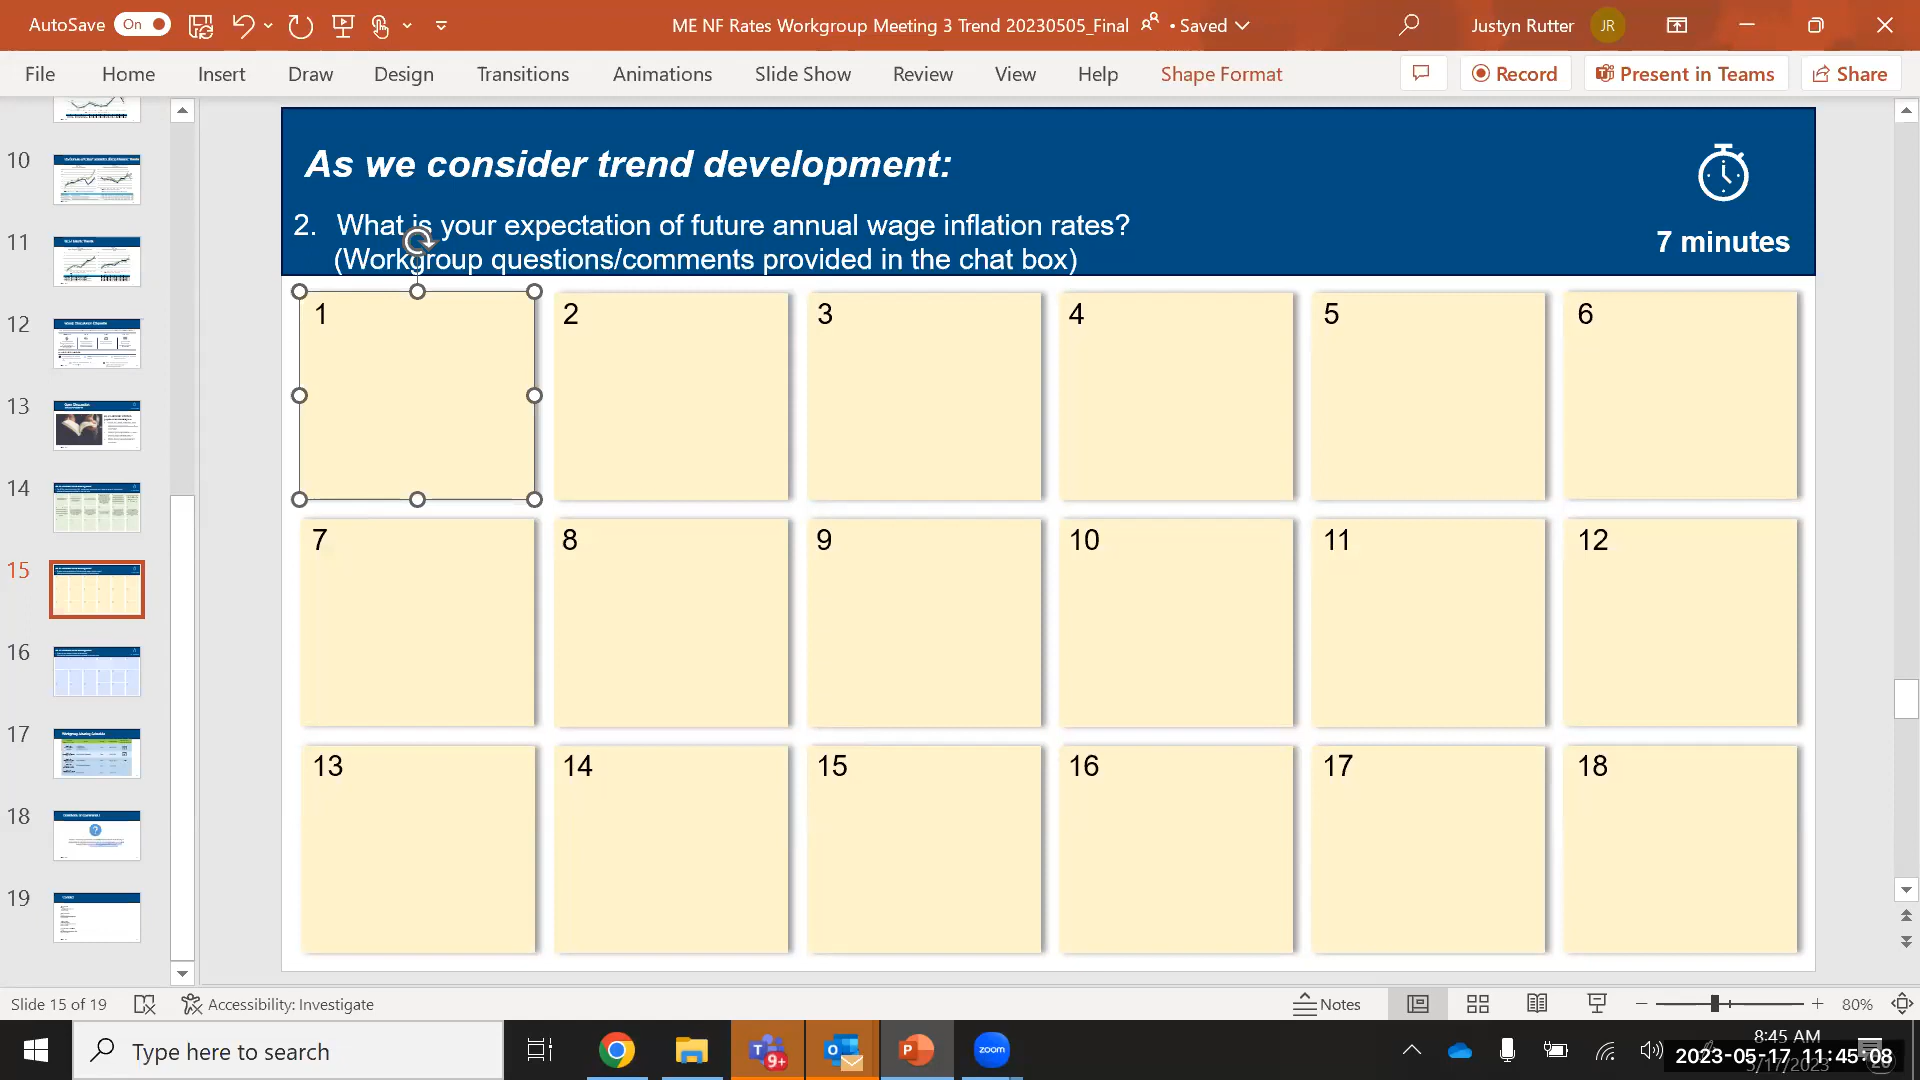 AutoSave On
ME NF Rates Workgroup Meeting 3 Trend 20230505_Final • Saved
Justyn Rutter JR
File Home Insert Draw Design Transitions Animations Slide Show Review View Help Shape Format
Record Present in Teams Share
10
11
12
13
14
15
16
17
18
19
As we consider trend development:
2. What is your expectation of future annual wage inflation rates?
(Workgroup questions/comments provided in the chat box)
7 minutes
1 2 3 4 5 6
7 8 9 10 11 12
13 14 15 16 17 18
Slide 15 of 19 Accessibility: Investigate Notes 80%
Type here to search
9+
zoom
8:45 AM
2023-05-17 11:45:08